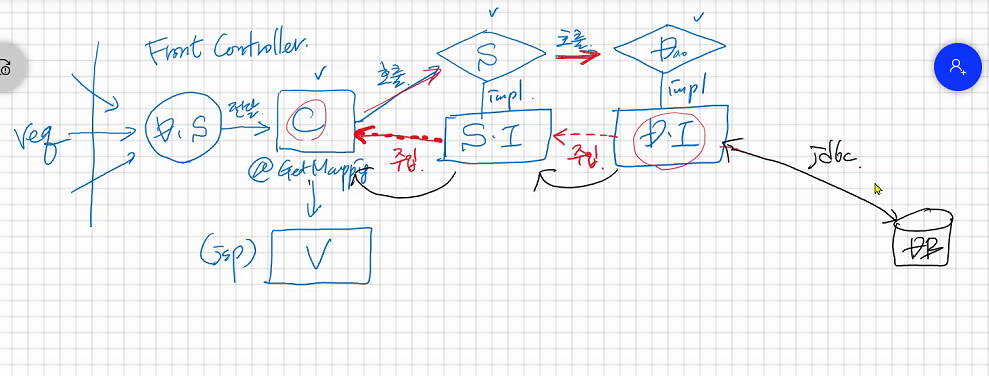 Front Controller.
req
D.S
전달.
C
@GetMapping
호출.
S
impl.
S.I
주입.
호출.
Dao
impl
D.I
주입.
jdbc.
DB
(jsp)
V